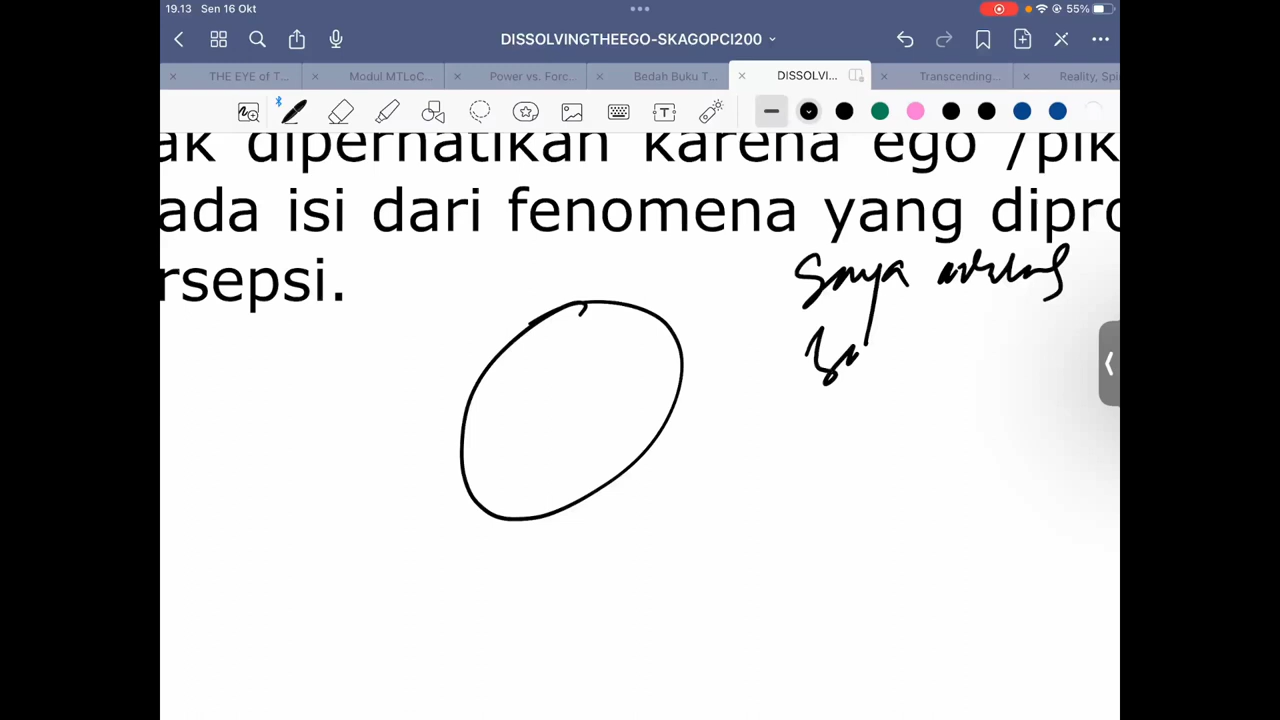 19.13 Sen 16 Okt
55%
DISSOLVINGTHEEGO-SKAGOPCI200
THE EYE of T...
Modul MTLoC...
Power vs. Forc...
Bedah Buku T...
DISSOLVI...
Transcending...
Reality, Spi
ak diperhatikan karena ego /pik
ada isi dari fenomena yang dipro
rsepsi.
Saya adalah